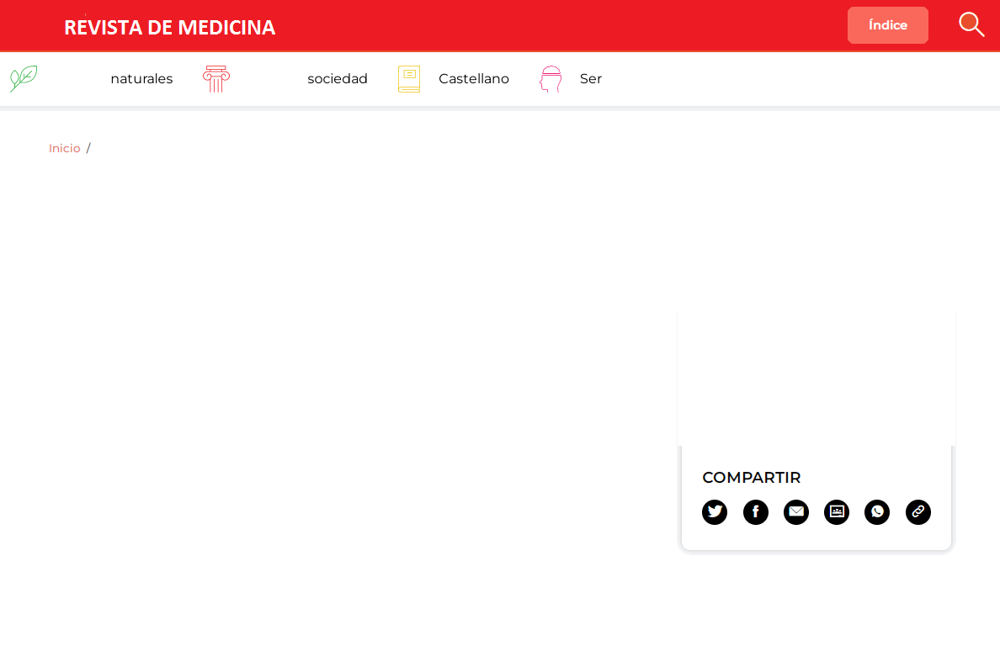 REVISTA DE MEDICINA
Índice
naturales sociedad Castellano Ser
Inicio /
COMPARTIR